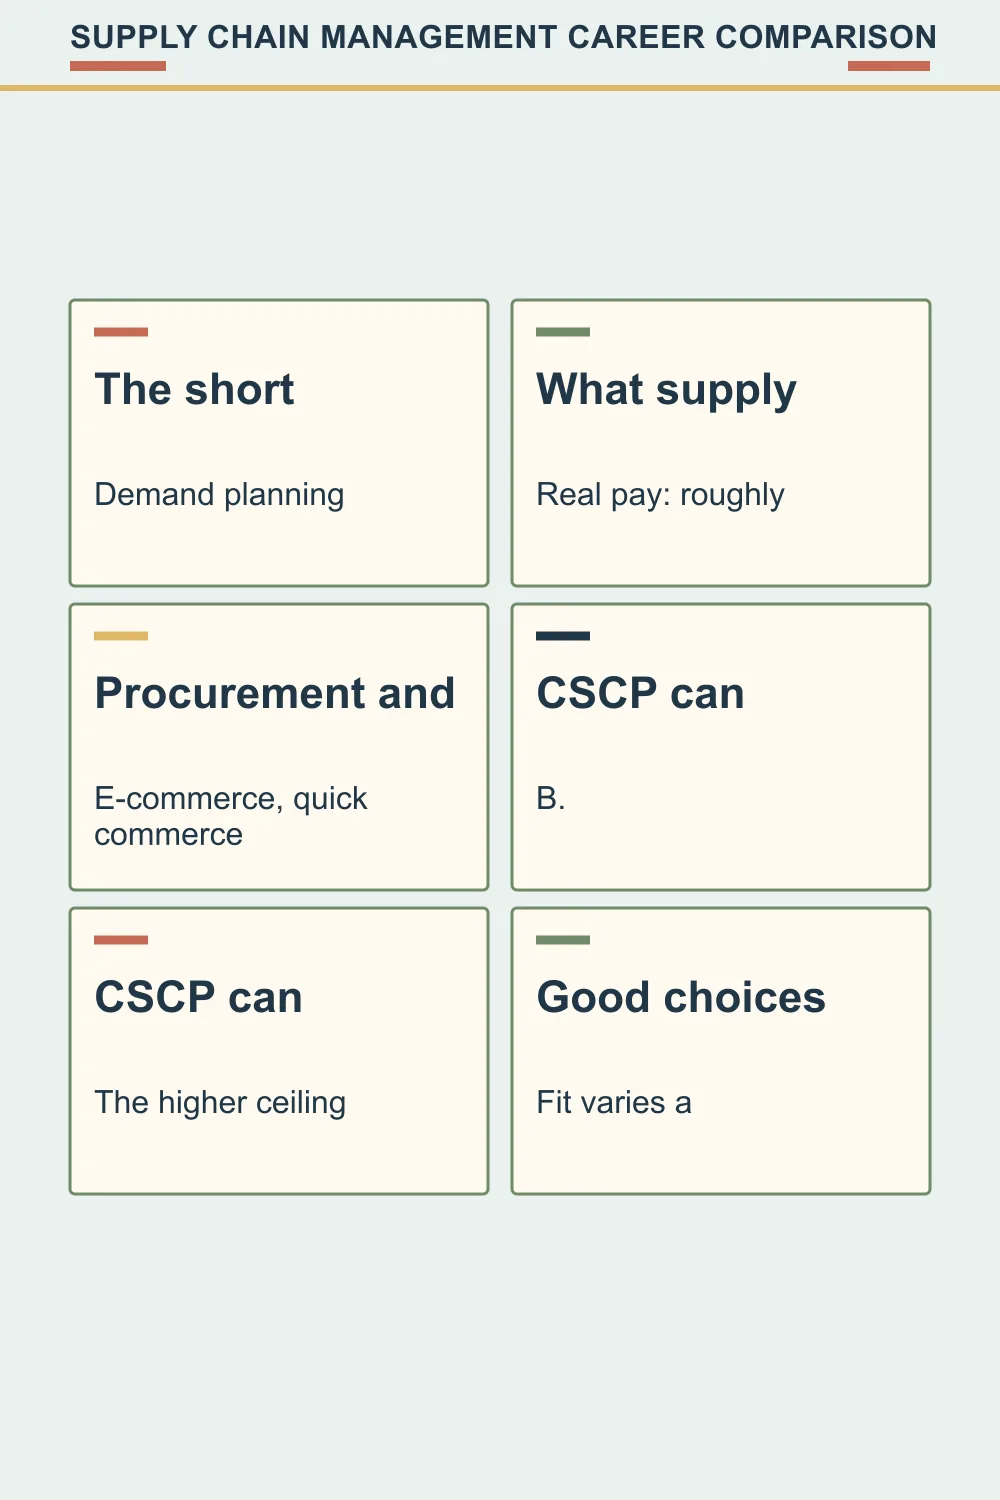 SUPPLY CHAIN MANAGEMENT CAREER COMPARISON
The short
Demand planning
What supply
Real pay: roughly
Procurement and
E-commerce, quick
commerce
CSCP can
B.
CSCP can
The higher ceiling
Good choices
Fit varies a